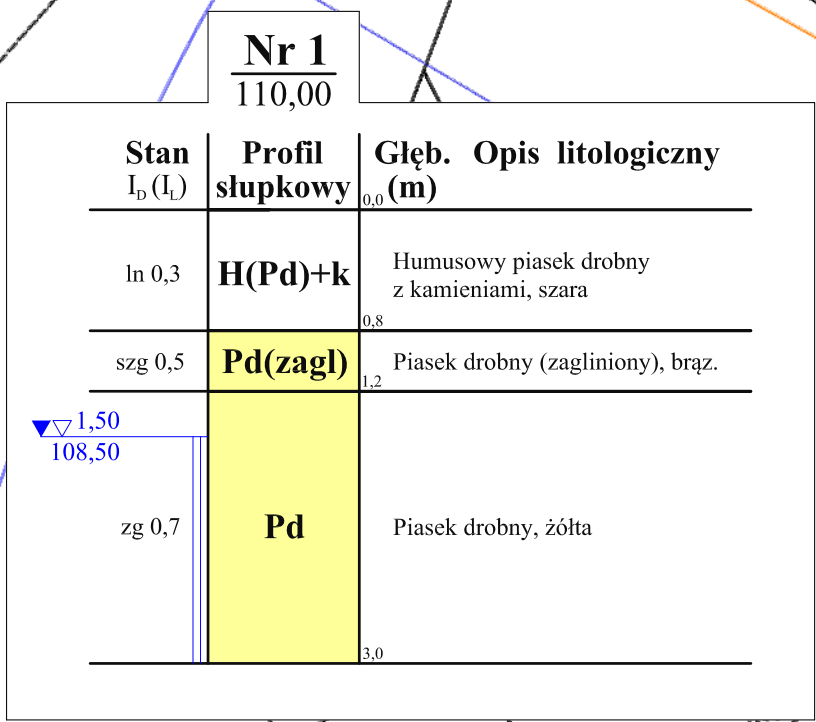 Nr 1
110,00
Stan Profil Głęb. Opis litologiczny
I_D (I_L) słupkowy (m)
0,0
ln 0,3 H(Pd)+k Humusowy piasek drobny
z kamieniami, szara
0,8
szg 0,5 Pd(zagl) Piasek drobny (zagliniony), brąz.
1,2
1,50
108,50
zg 0,7 Pd Piasek drobny, żółta
3,0